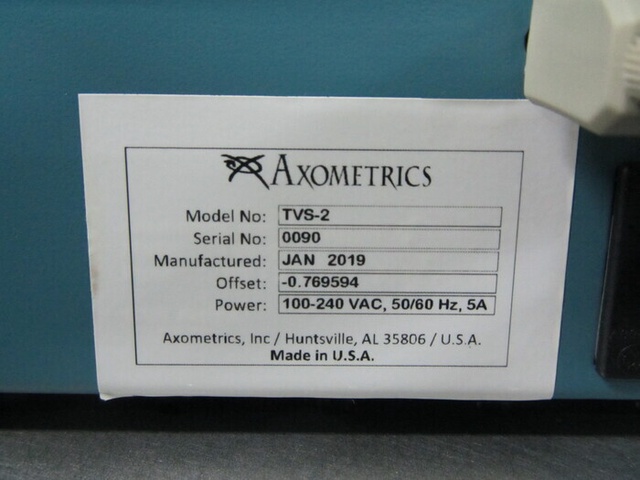 AXOMETRICS
Model No: TVS-2
Serial No: 0090
Manufactured: JAN 2019
Offset: -0.769594
Power: 100-240 VAC, 50/60 Hz, 5A
Axometrics, Inc / Huntsville, AL 35806 / U.S.A.
Made in U.S.A.